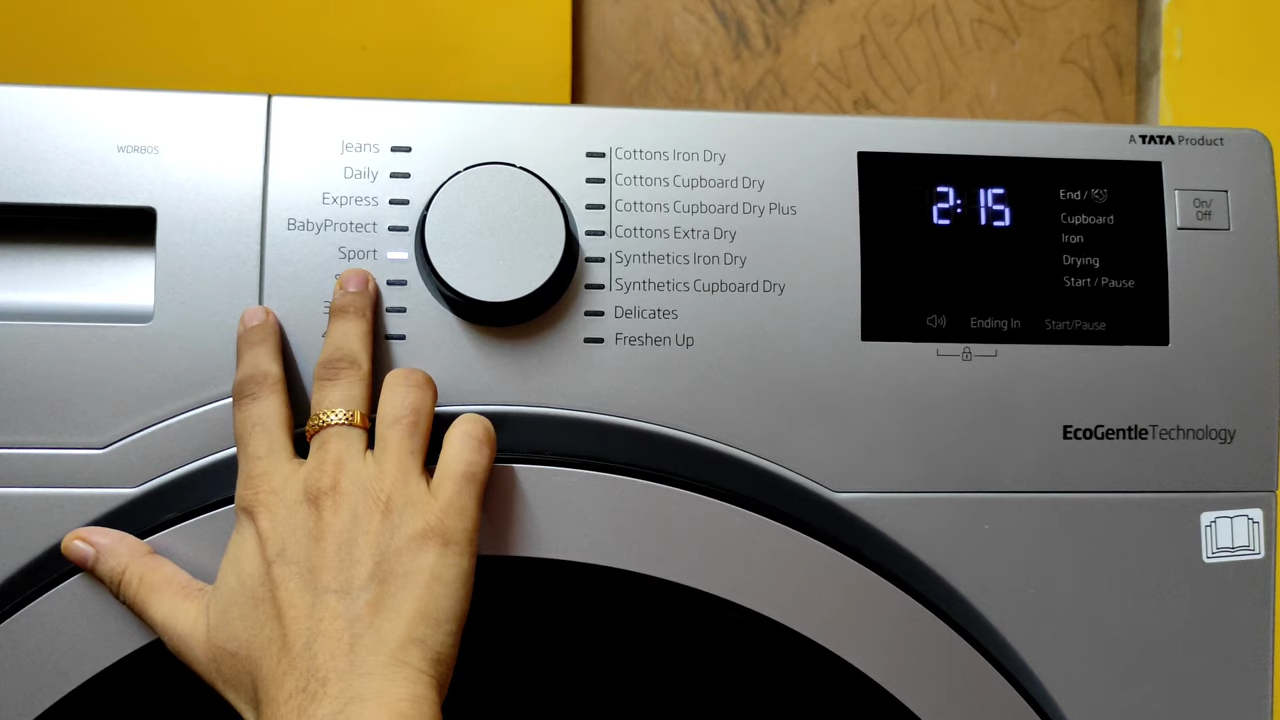 WDR80S
Jeans
Daily
Express
BabyProtect
Sport
Cottons Iron Dry
Cottons Cupboard Dry
Cottons Cupboard Dry Plus
Cottons Extra Dry
Synthetics Iron Dry
Synthetics Cupboard Dry
Delicates
Freshen Up
A TATA Product
2:15
End /
Cupboard
Iron
Drying
Start / Pause
Ending In
Start/Pause
On/
Off
EcoGentleTechnology